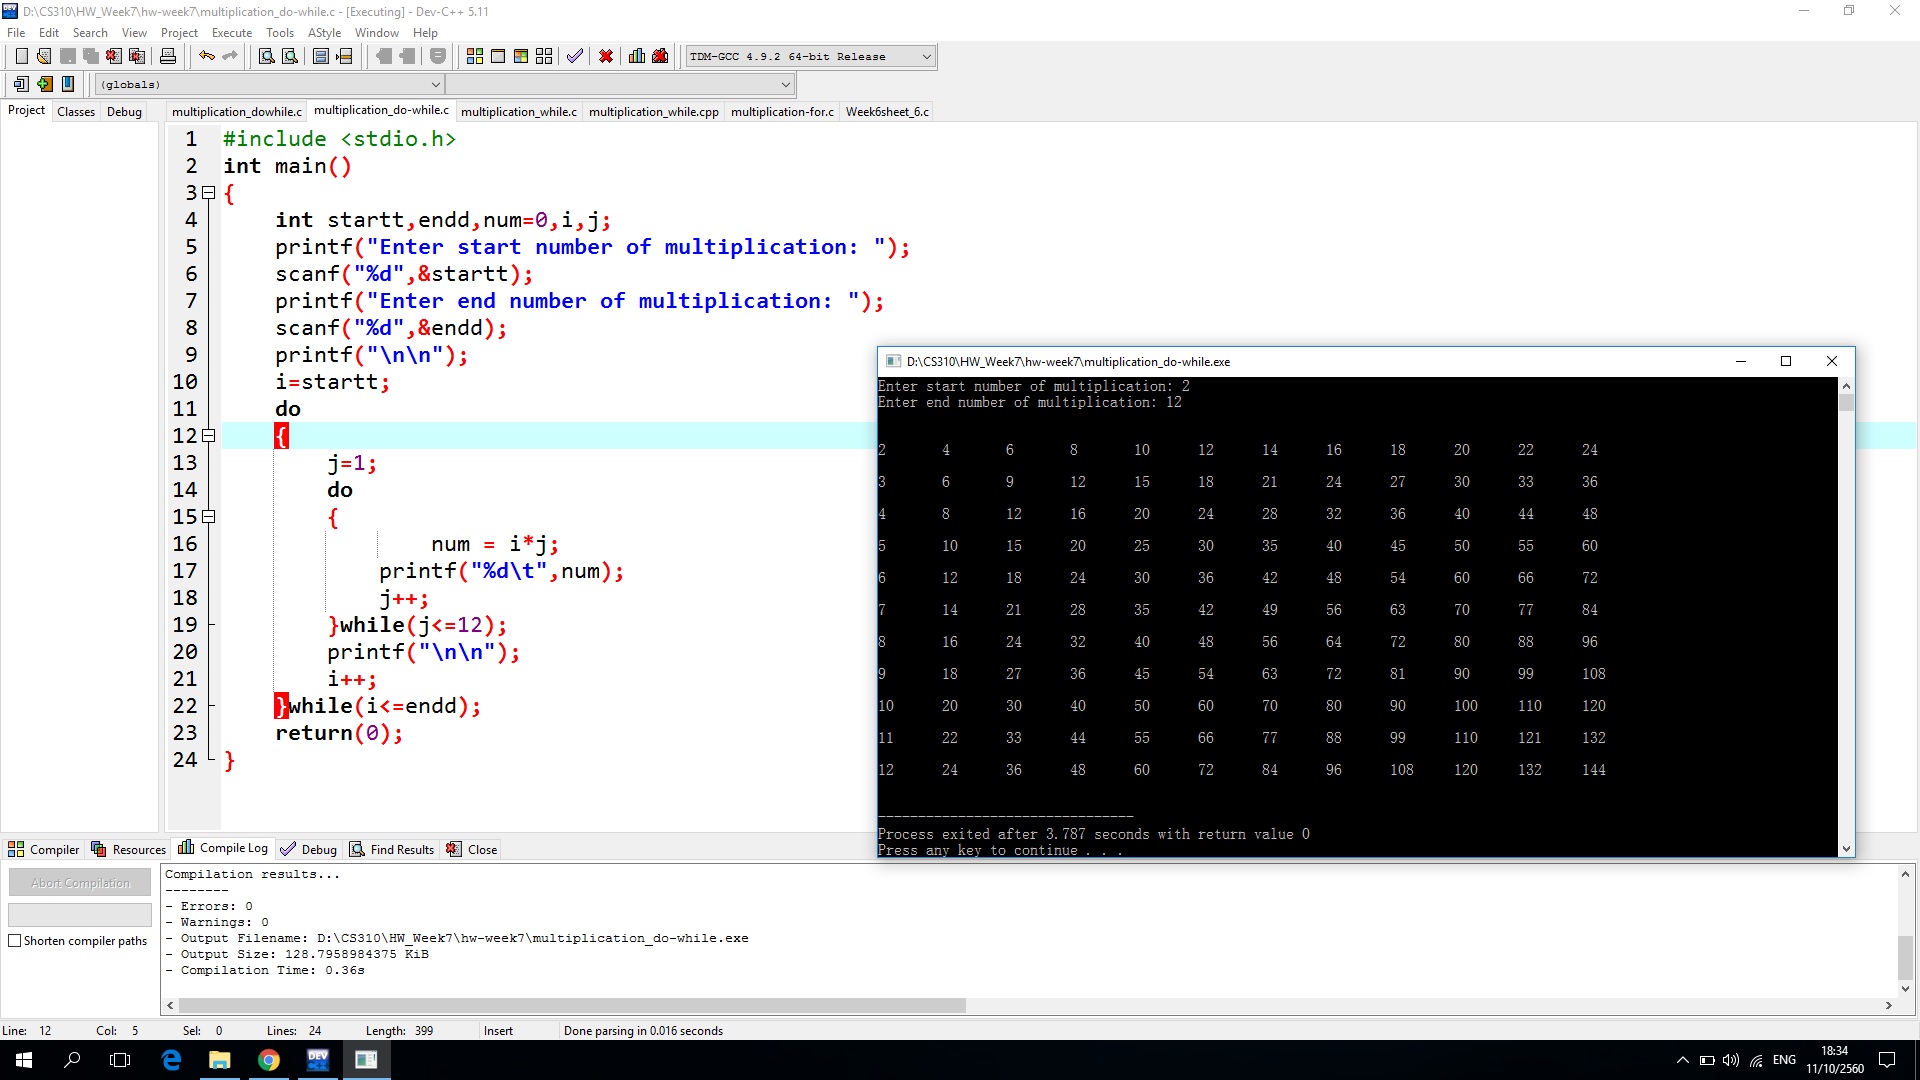 D:\CS310\HW_Week7\hw-week7\multiplication_do-while.c - [Executing] - Dev-C++ 5.11
File Edit Search View Project Execute Tools AStyle Window Help
TDM-GCC 4.9.2 64-bit Release
(globals)
Project Classes Debug multiplication_dowhile.c multiplication_do-while.c multiplication_while.c multiplication_while.cpp multiplication-for.c Week6sheet_6.c
1 #include <stdio.h>
2 int main()
3 {
4 int startt,endd,num=0,i,j;
5 printf("Enter start number of multiplication: ");
6 scanf("%d",&startt);
7 printf("Enter end number of multiplication: ");
8 scanf("%d",&endd);
9 printf("\n\n");
10 i=startt;
11 do
12 {
13 j=1;
14 do
15 {
16 num = i*j;
17 printf("%d\t",num);
18 j++;
19 }while(j<=12);
20 printf("\n\n");
21 i++;
22 }while(i<=endd);
23 return(0);
24 }
D:\CS310\HW_Week7\hw-week7\multiplication_do-while.exe
Enter start number of multiplication: 2
Enter end number of multiplication: 12
2 4 6 8 10 12 14 16 18 20 22 24
3 6 9 12 15 18 21 24 27 30 33 36
4 8 12 16 20 24 28 32 36 40 44 48
5 10 15 20 25 30 35 40 45 50 55 60
6 12 18 24 30 36 42 48 54 60 66 72
7 14 21 28 35 42 49 56 63 70 77 84
8 16 24 32 40 48 56 64 72 80 88 96
9 18 27 36 45 54 63 72 81 90 99 108
10 20 30 40 50 60 70 80 90 100 110 120
11 22 33 44 55 66 77 88 99 110 121 132
12 24 36 48 60 72 84 96 108 120 132 144
--------------------------------
Process exited after 3.787 seconds with return value 0
Press any key to continue . . .
Compiler Resources Compile Log Debug Find Results Close
Abort Compilation
Shorten compiler paths
Compilation results...
--------
- Errors: 0
- Warnings: 0
- Output Filename: D:\CS310\HW_Week7\hw-week7\multiplication_do-while.exe
- Output Size: 128.7958984375 KiB
- Compilation Time: 0.36s
Line: 12 Col: 5 Sel: 0 Lines: 24 Length: 399 Insert Done parsing in 0.016 seconds
DEV C++
ENG
18:34
11/10/2560